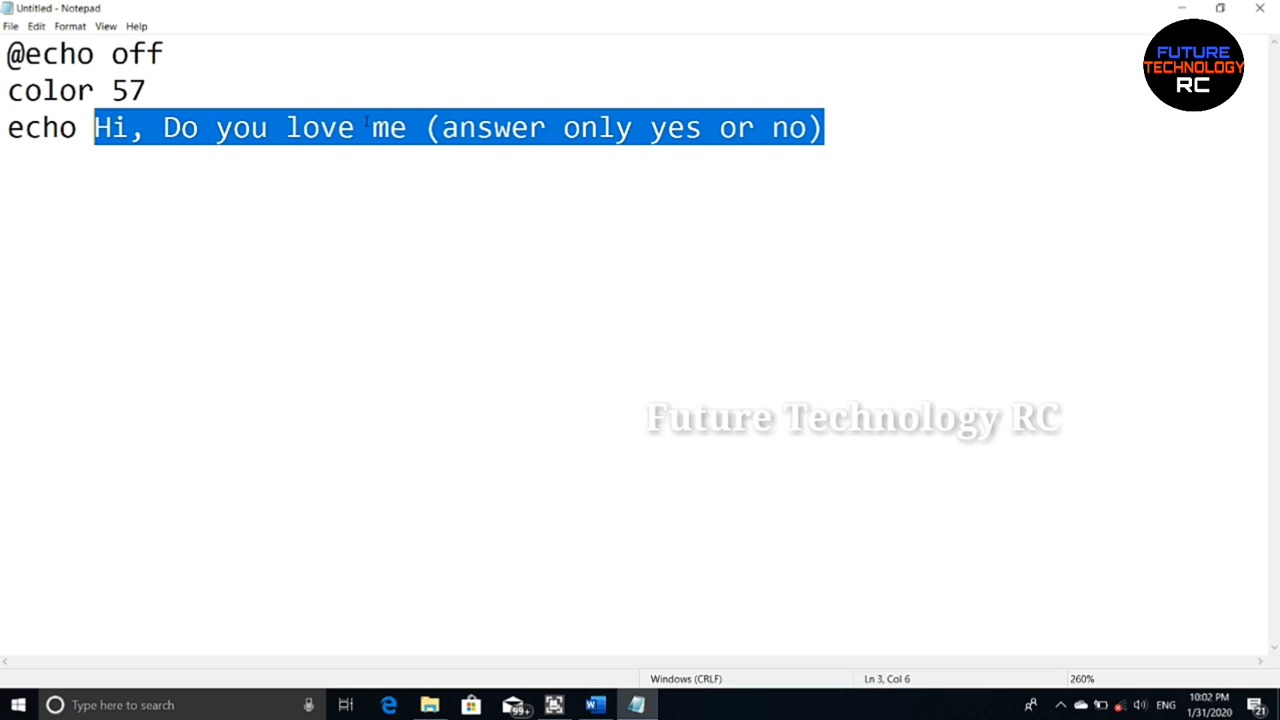 Untitled - Notepad
File Edit Format View Help
@echo off
color 57
echo Hi, Do you love me (answer only yes or no)
FUTURE
TECHNOLOGY
RC
Future Technology RC
Windows (CRLF) Ln 3, Col 6 260%
Type here to search
99+
ENG
10:02 PM
1/31/2020
21